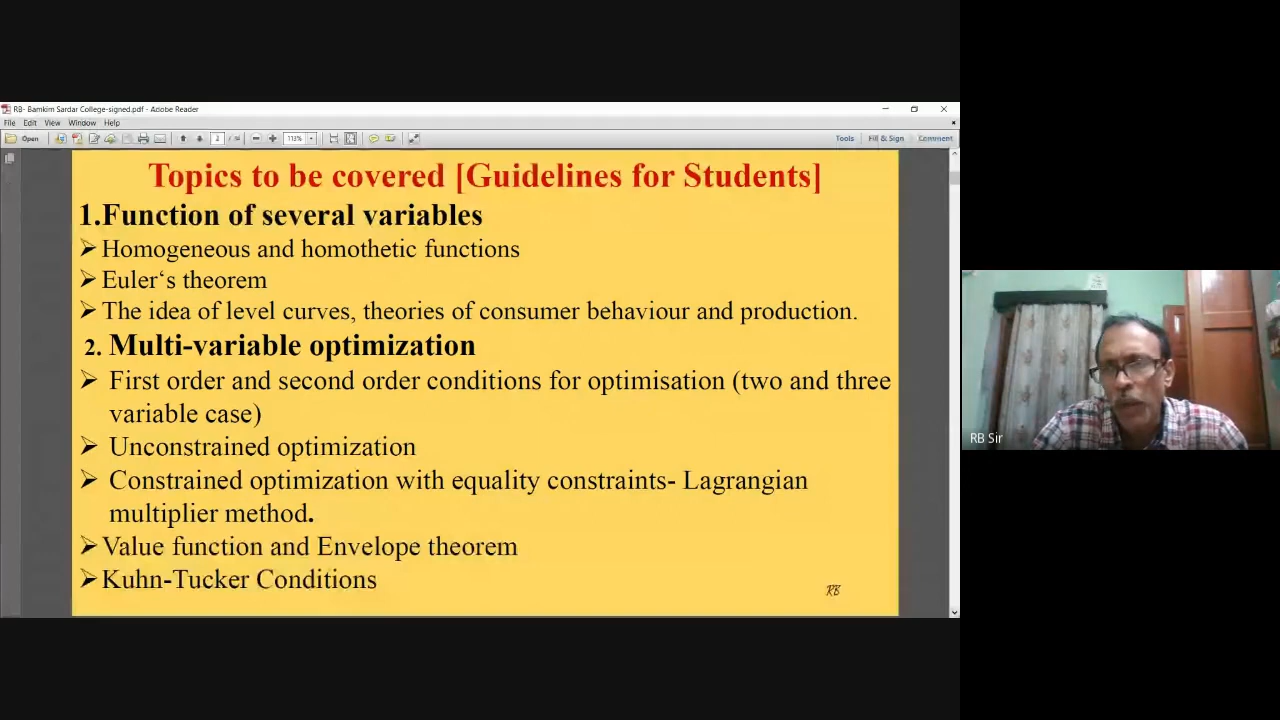 RB- Bamkim Sardar College-signed.pdf - Adobe Reader
File Edit View Window Help
Open 2 / 113% Tools Fill & Sign Comment
Topics to be covered [Guidelines for Students]
1.Function of several variables
➢Homogeneous and homothetic functions
➢Euler‘s theorem
➢The idea of level curves, theories of consumer behaviour and production.
2. Multi-variable optimization
➢ First order and second order conditions for optimisation (two and three
variable case)
➢ Unconstrained optimization
➢ Constrained optimization with equality constraints- Lagrangian
multiplier method.
➢Value function and Envelope theorem
➢Kuhn-Tucker Conditions
RB
RB Sir